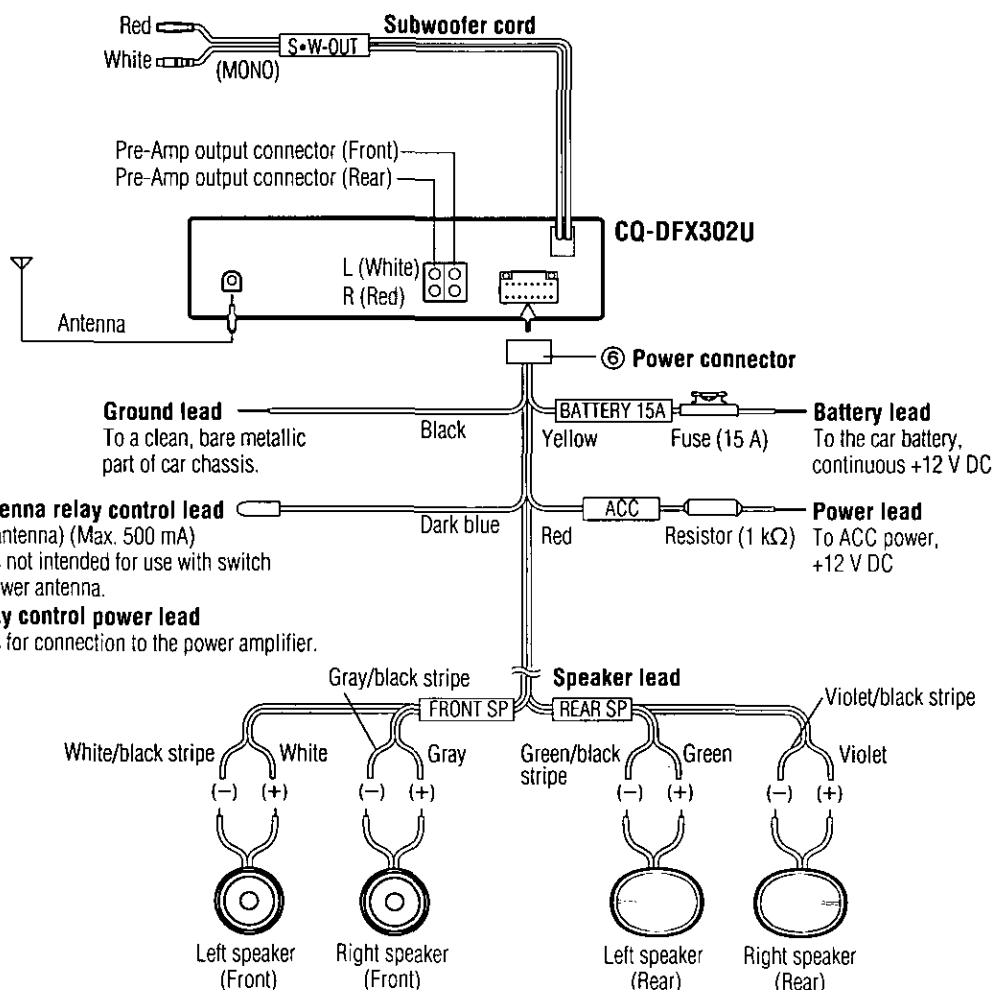 Red
White
(MONO)
S•W-OUT
Subwoofer cord
Pre-Amp output connector (Front)
Pre-Amp output connector (Rear)
CQ-DFX302U
L (White)
R (Red)
Antenna
⑥ Power connector
Ground lead
To a clean, bare metallic
part of car chassis.
Black
BATTERY 15A
Yellow
Fuse (15 A)
Battery lead
To the car battery,
continuous +12 V DC
enna relay control lead
antenna) (Max. 500 mA)
s not intended for use with switch
wer antenna.
Dark blue
ACC
Red
Resistor (1 kΩ)
Power lead
To ACC power,
+12 V DC
y control power lead
s for connection to the power amplifier.
Speaker lead
Gray/black stripe
FRONT SP
REAR SP
Violet/black stripe
White/black stripe
White
Gray
Green/black
stripe
Green
Violet
(−) (+) (−) (+) (−) (+) (−) (+)
Left speaker
(Front)
Right speaker
(Front)
Left speaker
(Rear)
Right speaker
(Rear)